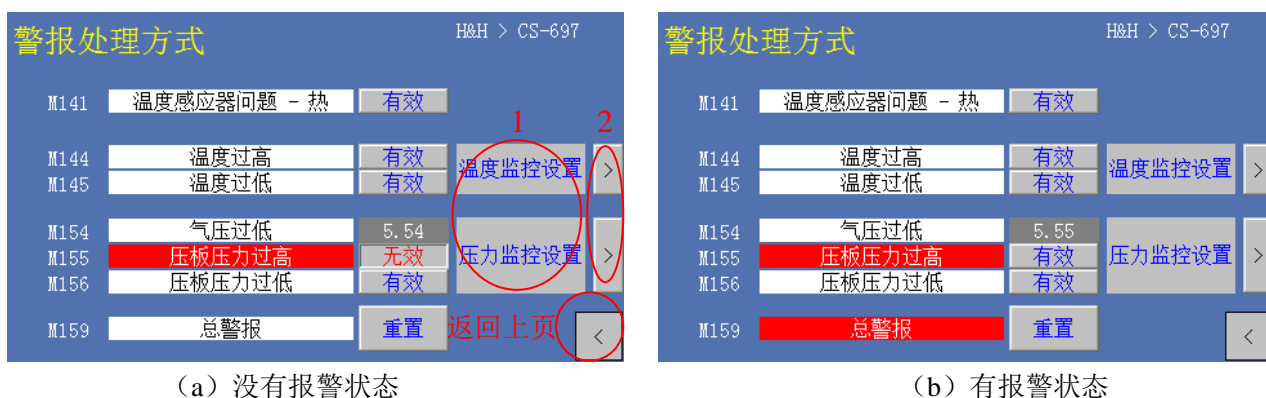 警报处理方式 H&H > CS-697
M141 温度感应器问题 - 热 有效
1 2
M144 温度过高 有效 温度监控设置 >
M145 温度过低 有效
M154 气压过低 5.54
M155 压板压力过高 无效 压力监控设置 >
M156 压板压力过低 有效
M159 总警报 重置 返回上页 <
（a）没有报警状态
警报处理方式 H&H > CS-697
M141 温度感应器问题 - 热 有效
M144 温度过高 有效 温度监控设置 >
M145 温度过低 有效
M154 气压过低 5.55
M155 压板压力过高 有效 压力监控设置 >
M156 压板压力过低 有效
M159 总警报 重置 <
（b）有报警状态